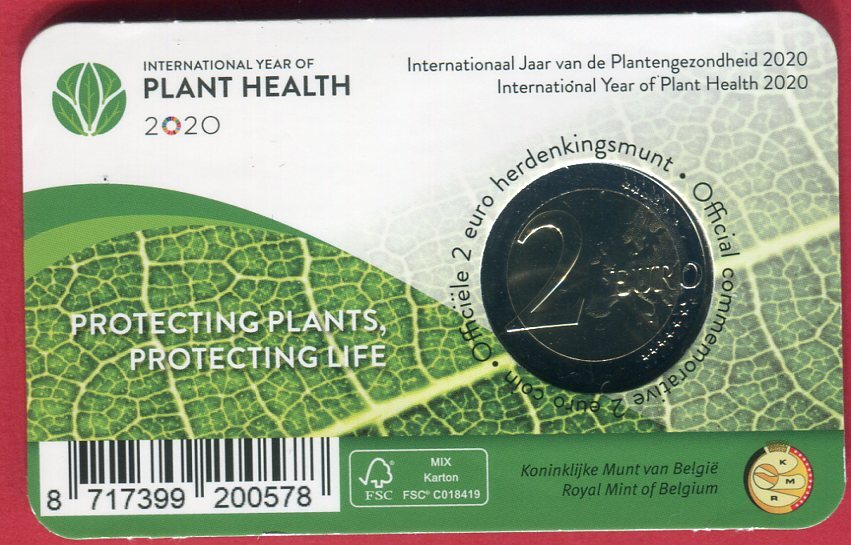 INTERNATIONAL YEAR OF
PLANT HEALTH
2020
Internationaal Jaar van de Plantengezondheid 2020
International Year of Plant Health 2020
Officiële 2 euro herdenkingsmunt • Official commemorative 2 euro coin •
2 EURO
PROTECTING PLANTS,
PROTECTING LIFE
8 717399 200578
FSC
MIX
Karton
FSC® C018419
Koninklijke Munt van België
Royal Mint of Belgium
K
M
R